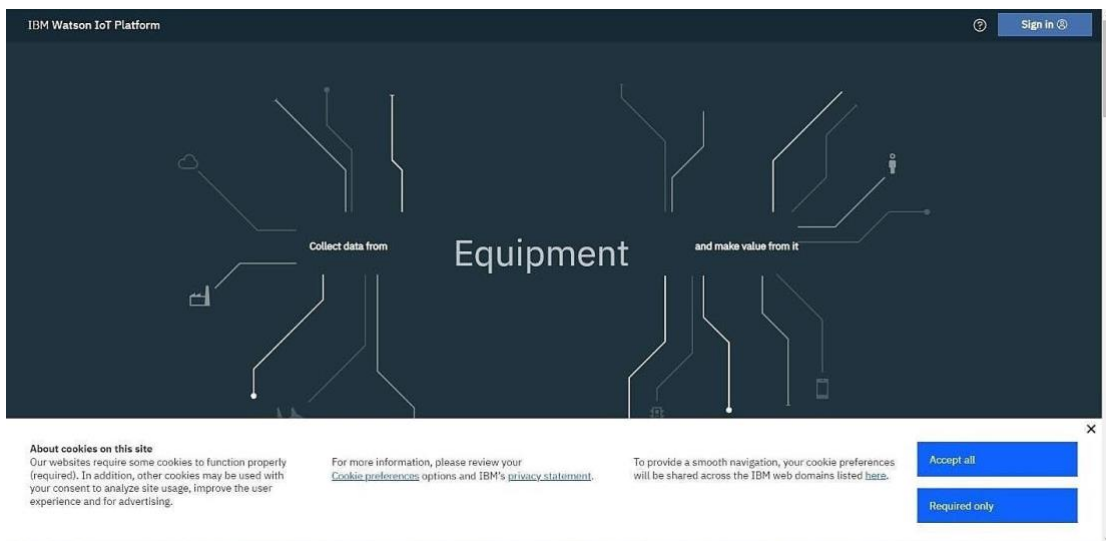 IBM Watson IoT Platform
Sign in
Collect data from
Equipment
and make value from it
About cookies on this site
Our websites require some cookies to function properly
(required). In addition, other cookies may be used with
your consent to analyze site usage, improve the user
experience and for advertising.
For more information, please review your
Cookie preferences options and IBM's privacy statement.
To provide a smooth navigation, your cookie preferences
will be shared across the IBM web domains listed here.
Accept all
Required only